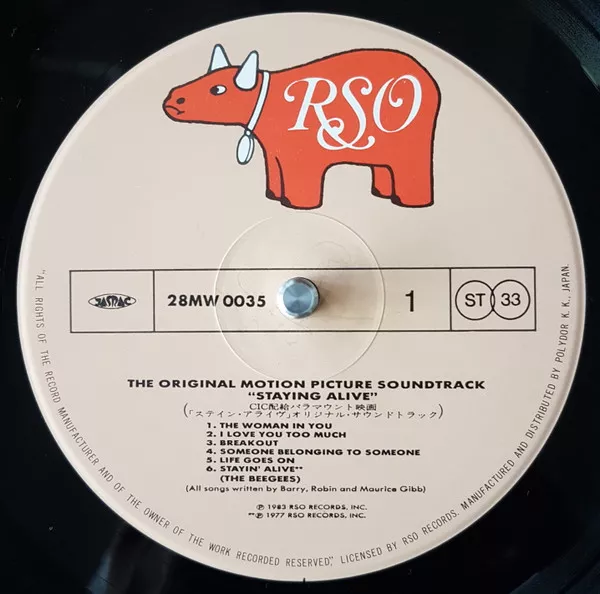 RSO
JASRAC
28MW 0035
1
ST 33
THE ORIGINAL MOTION PICTURE SOUNDTRACK
"STAYING ALIVE"
CIC配給パラマウント映画
(「ステイン・アライヴ」オリジナル・サウンドトラック)
1. THE WOMAN IN YOU
2. I LOVE YOU TOO MUCH
3. BREAKOUT
4. SOMEONE BELONGING TO SOMEONE
5. LIFE GOES ON
6. STAYIN' ALIVE**
(THE BEEGEES)
(All songs written by Barry, Robin and Maurice Gibb)
℗ 1983 RSO RECORDS, INC.
**℗ 1977 RSO RECORDS, INC.
"ALL RIGHTS OF THE RECORD MANUFACTURER AND OF THE OWNER OF THE WORK RECORDED RESERVED", LICENSED BY RSO RECORDS, MANUFACTURED AND DISTRIBUTED BY POLYDOR K. K., JAPAN.